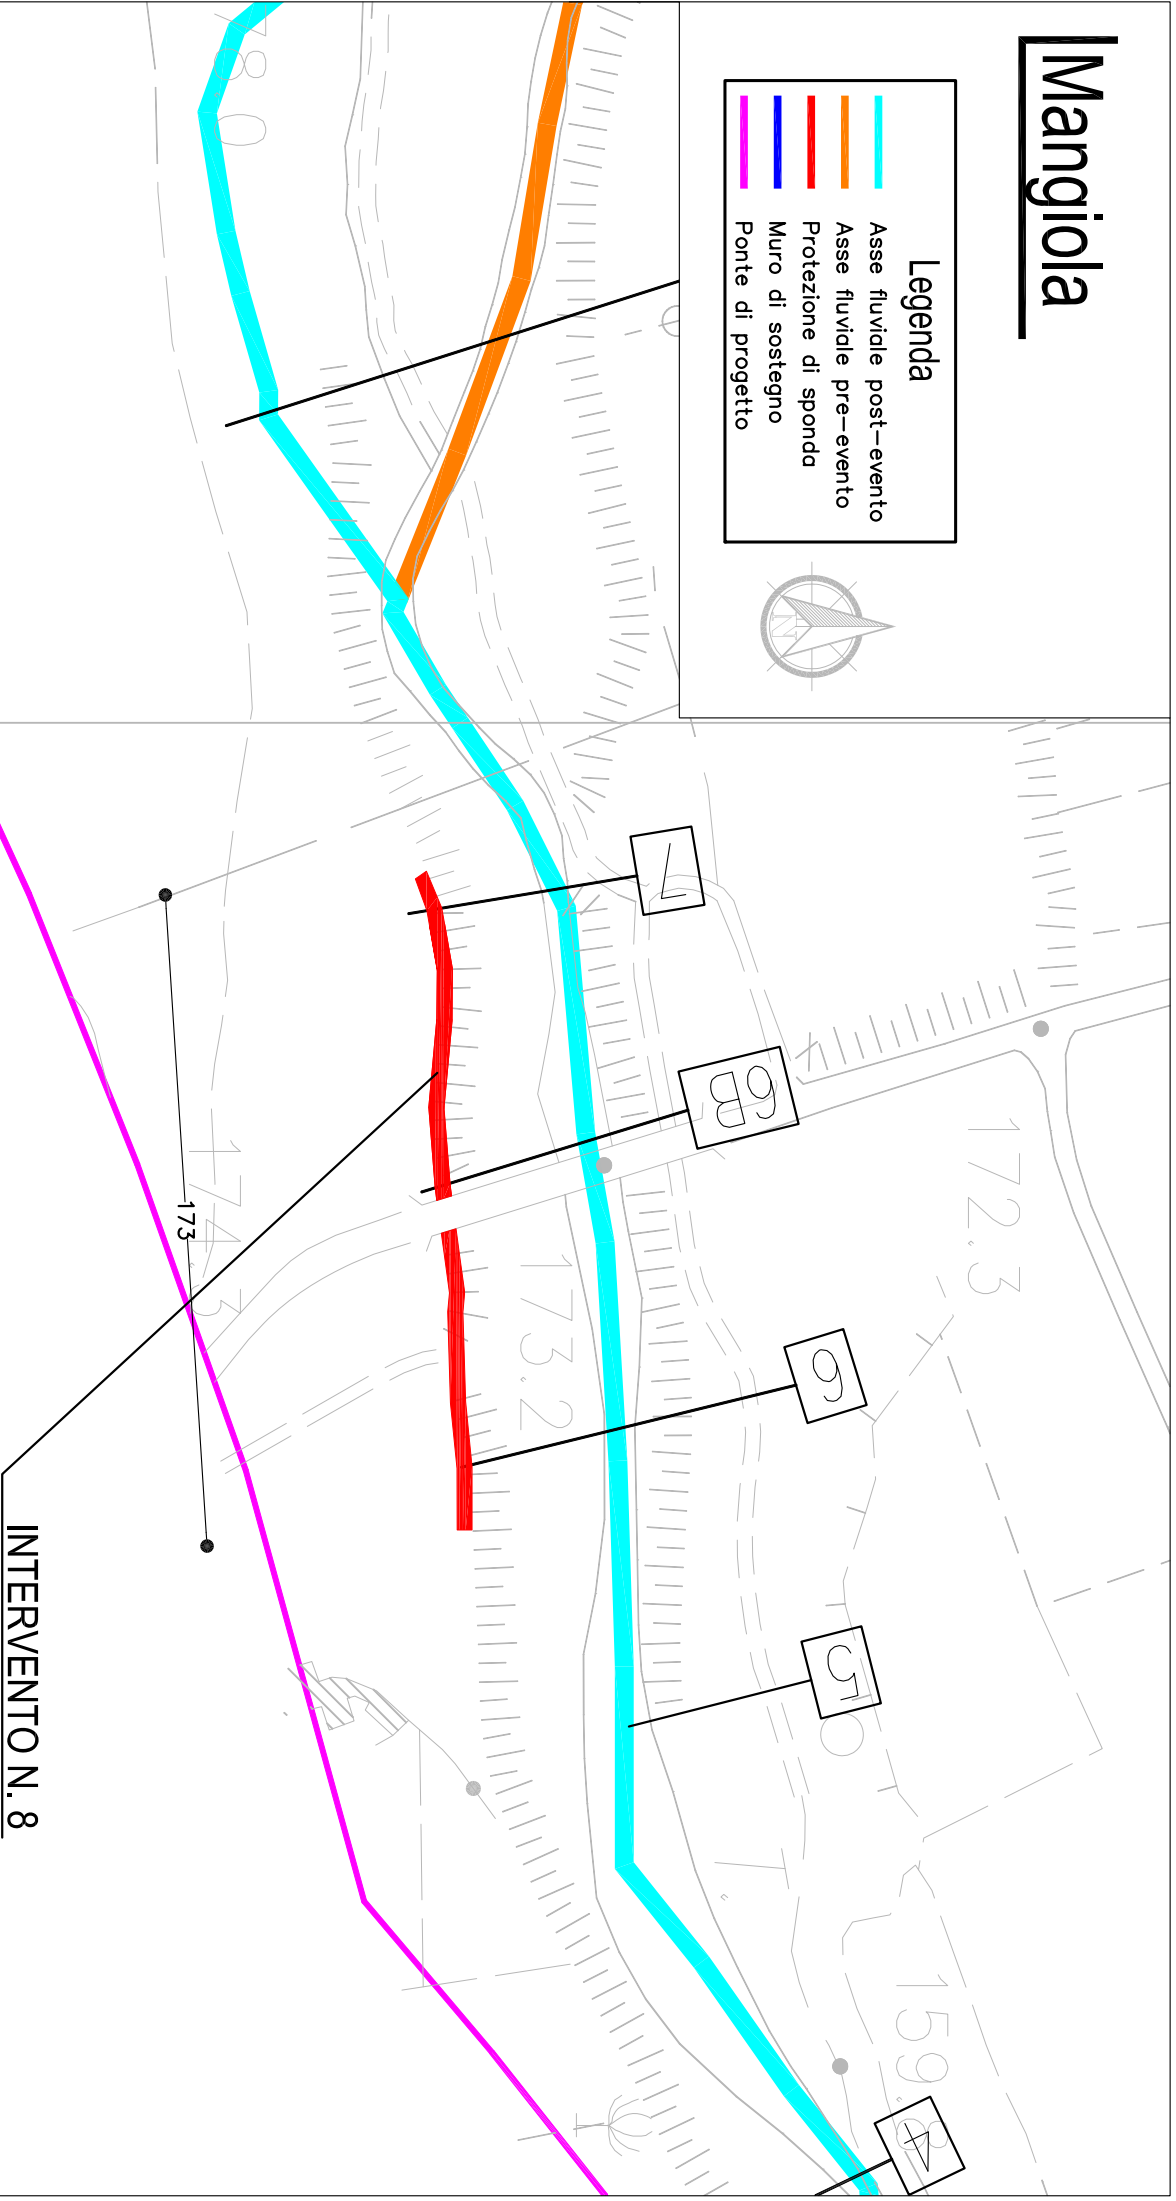 Mangiola
Legenda
Asse fluviale post-evento
Asse fluviale pre-evento
Protezione di sponda
Muro di sostegno
Ponte di progetto
N
7
6B
6
5
4
172.3
173.2
173
INTERVENTO N. 8